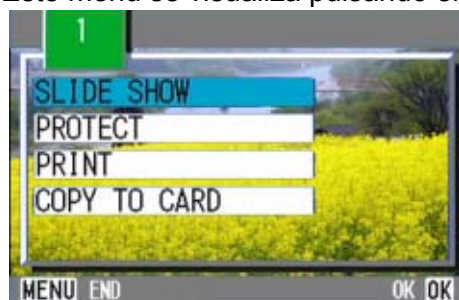 Este menú se visualiza pulsando el
1
SLIDE SHOW
PROTECT
PRINT
COPY TO CARD
MENU END OK OK